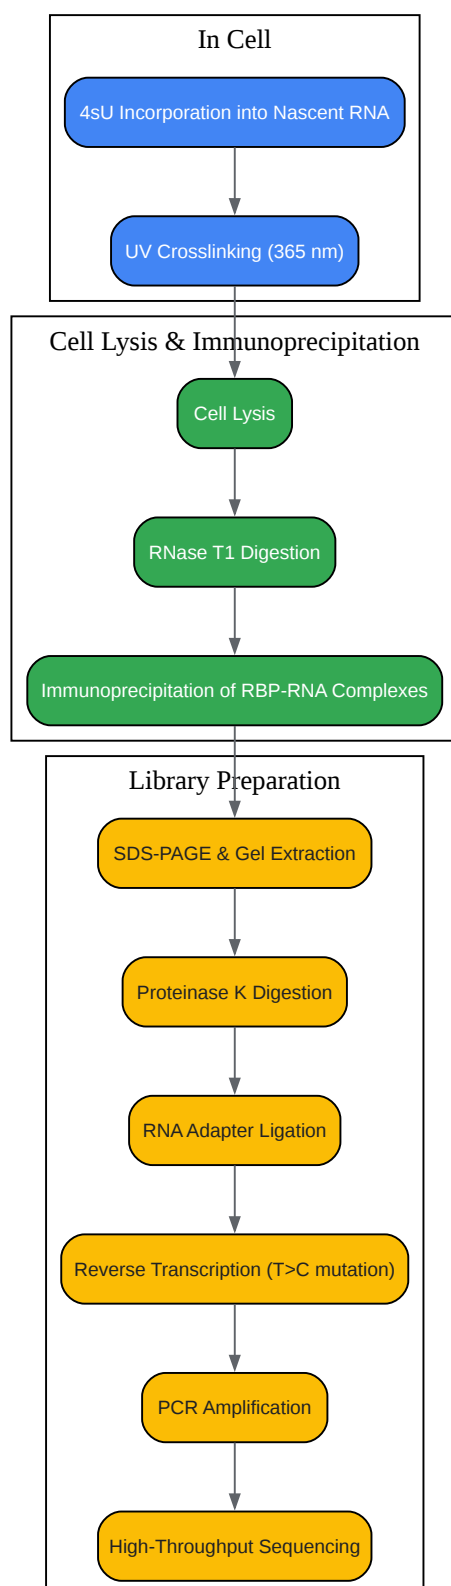 In Cell
4sU Incorporation into Nascent RNA
UV Crosslinking (365 nm)
Cell Lysis & Immunoprecipitation
Cell Lysis
RNase T1 Digestion
Immunoprecipitation of RBP-RNA Complexes
Library Preparation
SDS-PAGE & Gel Extraction
Proteinase K Digestion
RNA Adapter Ligation
Reverse Transcription (T>C mutation)
PCR Amplification
High-Throughput Sequencing